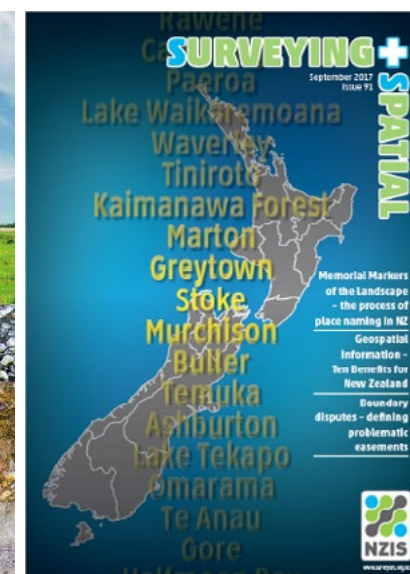 Rawene
SURVEYING+
SPATIAL
September 2017
Issue 91
Paeroa
Lake Waikaremoana
Waverley
Tiniroto
Kaimanawa Forest
Marton
Greytown
Stoke
Murchison
Buller
Temuka
Ashburton
Lake Tekapo
Omarama
Te Anau
Gore
Halfmoon Bay
Memorial Markers
of the Landscape
– the process of
place naming in NZ
Geospatial
Information –
Ten Benefits for
New Zealand
Boundary
disputes – defining
problematic
easements
NZIS